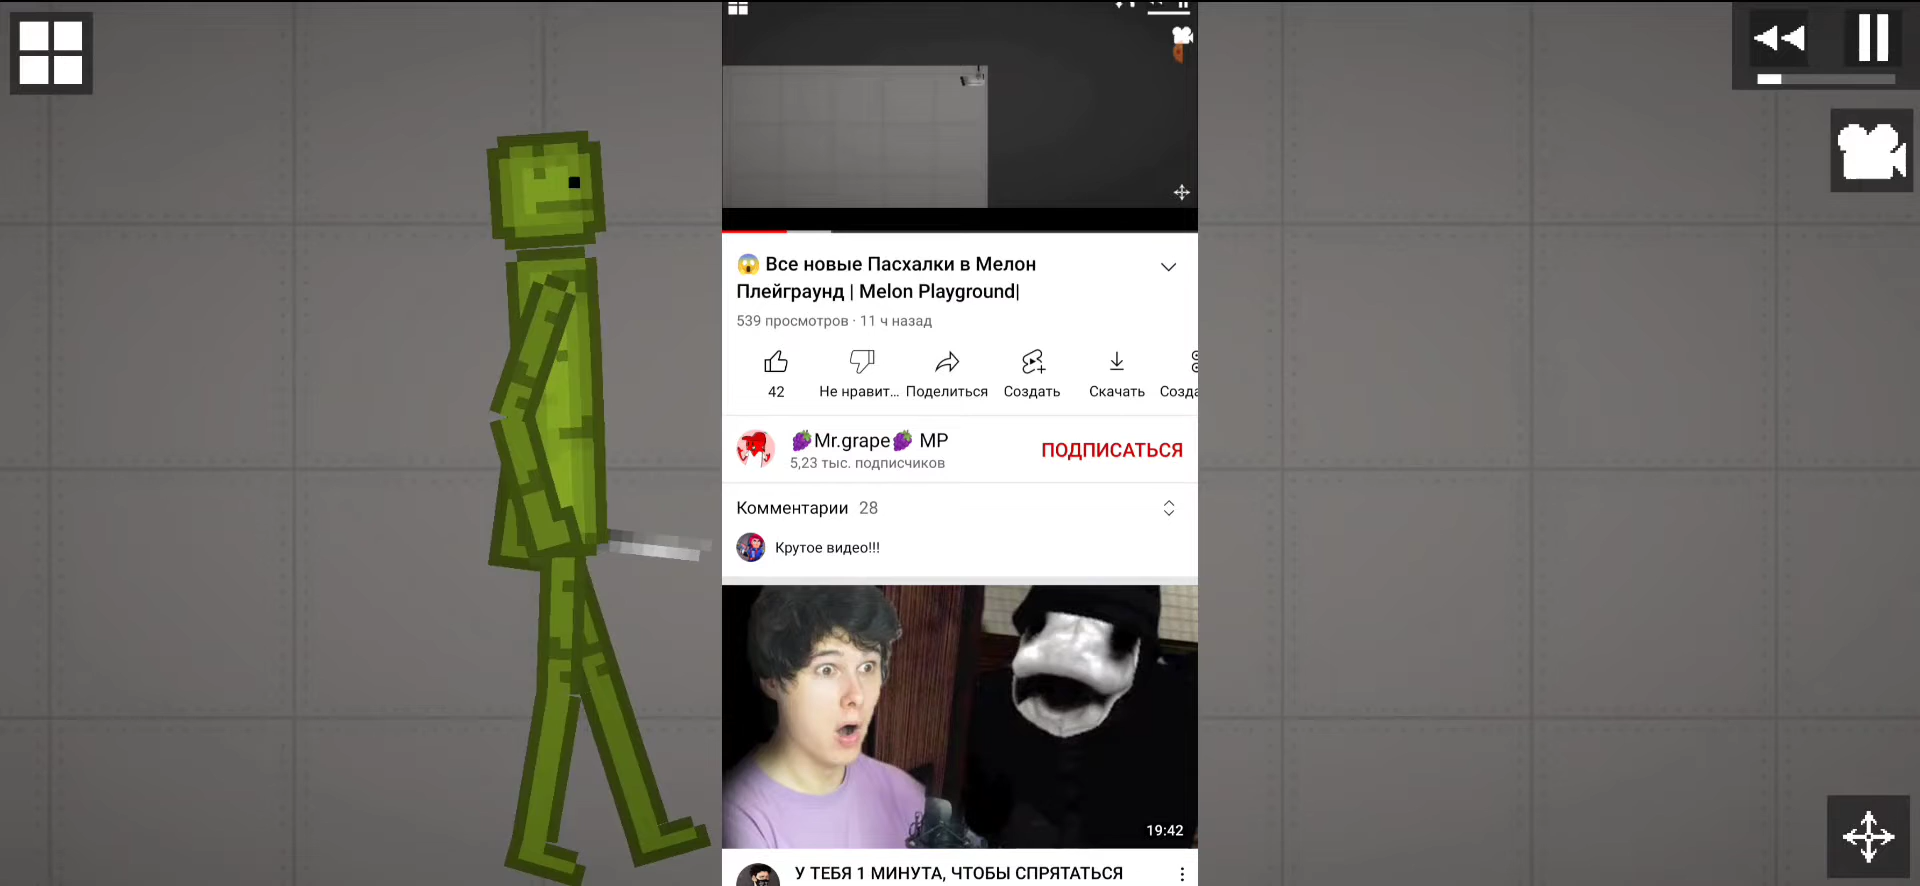 😱 Все новые Пасхалки в Мелон
Плейграунд | Melon Playground|
539 просмотров · 11 ч назад
42
Не нравит...
Поделиться
Создать
Скачать
Созда
🍇Mr.grape🍇 MP
5,23 тыс. подписчиков
ПОДПИСАТЬСЯ
Комментарии 28
Крутое видео!!!
19:42
У ТЕБЯ 1 МИНУТА, ЧТОБЫ СПРЯТАТЬСЯ